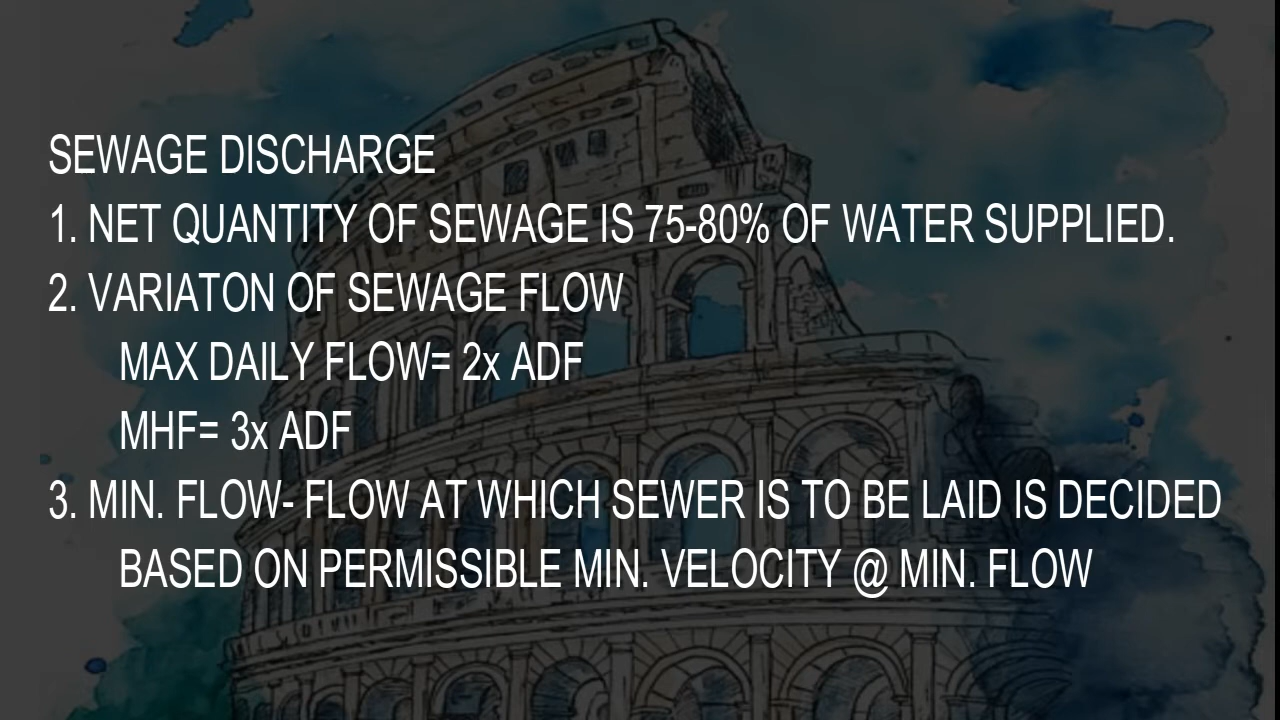 SEWAGE DISCHARGE
1. NET QUANTITY OF SEWAGE IS 75-80% OF WATER SUPPLIED.
2. VARIATON OF SEWAGE FLOW
MAX DAILY FLOW= 2x ADF
MHF= 3x ADF
3. MIN. FLOW- FLOW AT WHICH SEWER IS TO BE LAID IS DECIDED
BASED ON PERMISSIBLE MIN. VELOCITY @ MIN. FLOW